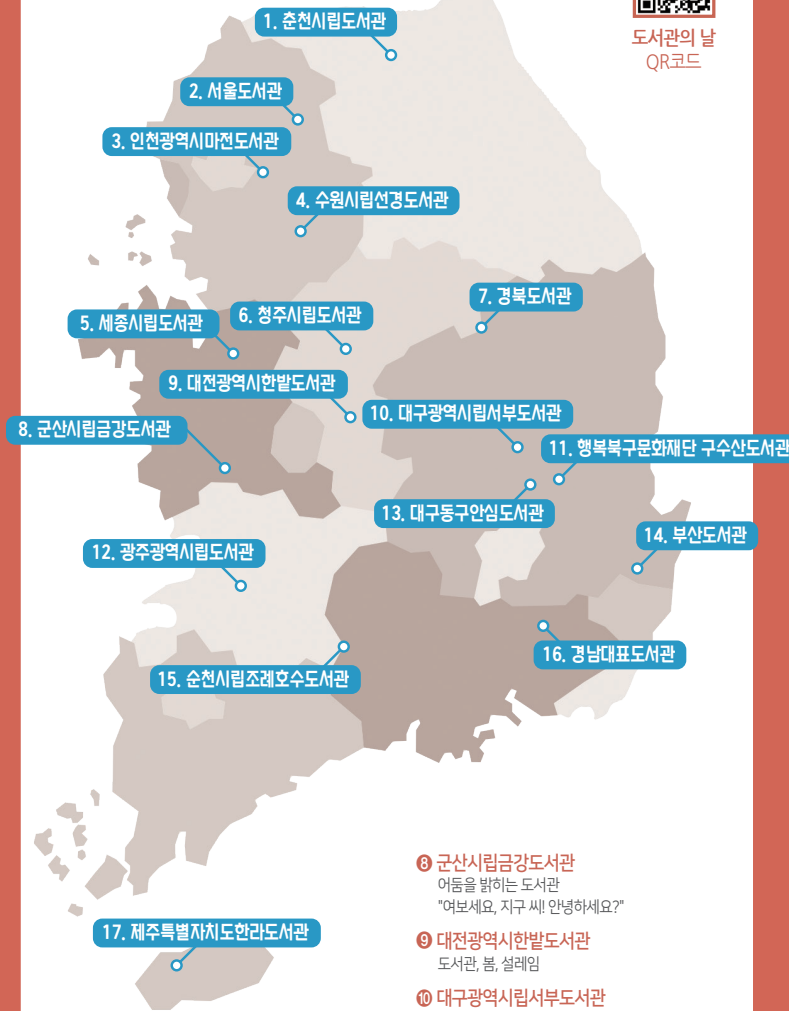 도서관의 날
QR코드
1. 춘천시립도서관
2. 서울도서관
3. 인천광역시마전도서관
4. 수원시립선경도서관
5. 세종시립도서관
6. 청주시립도서관
7. 경북도서관
8. 군산시립금강도서관
9. 대전광역시한밭도서관
10. 대구광역시립서부도서관
11. 행복북구문화재단 구수산도서관
12. 광주광역시립도서관
13. 대구동구안심도서관
14. 부산도서관
15. 순천시립조례호수도서관
16. 경남대표도서관
17. 제주특별자치도한라도서관
❽ 군산시립금강도서관
어둠을 밝히는 도서관
"여보세요, 지구 씨! 안녕하세요?"
❾ 대전광역시한밭도서관
도서관, 봄, 설레임
❿ 대구광역시립서부도서관